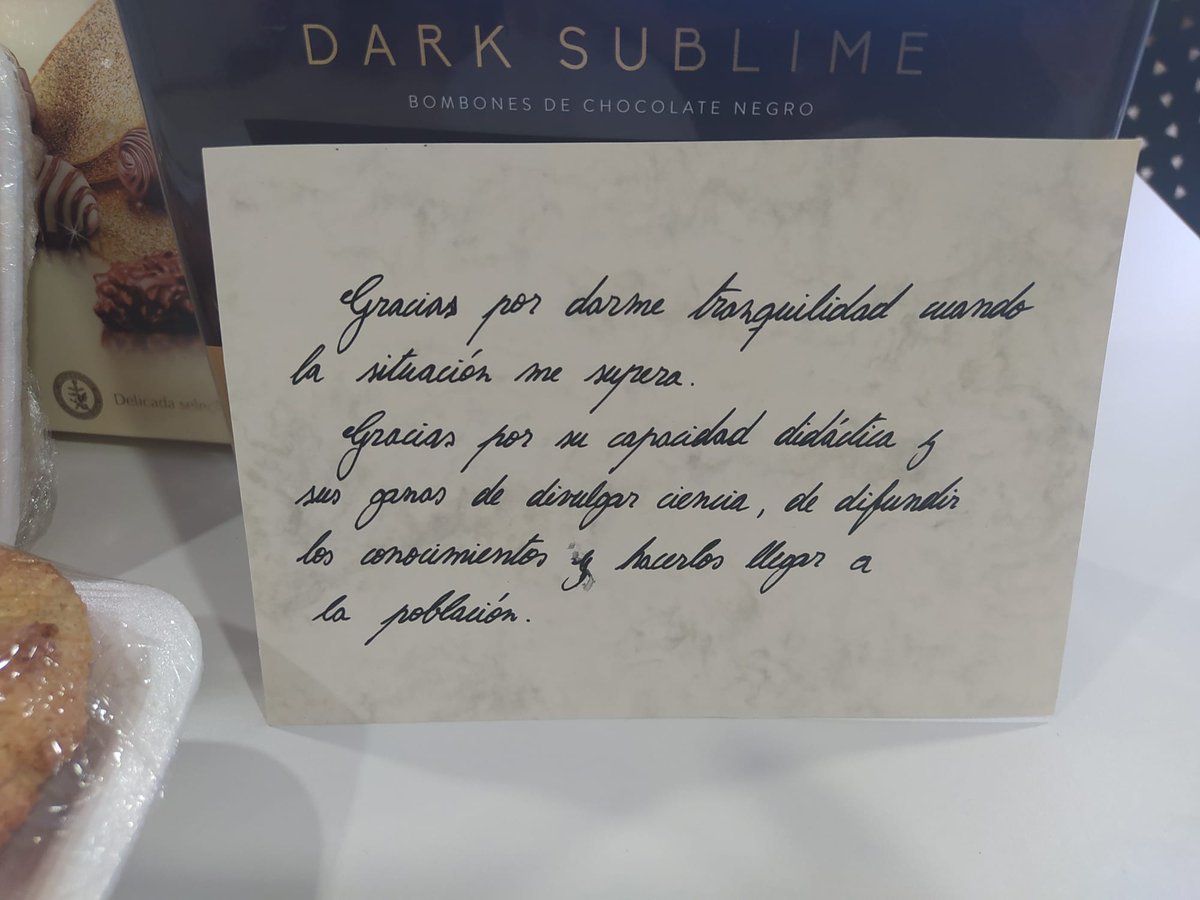 DARK SUBLIME
BOMBONES DE CHOCOLATE NEGRO
Gracias por darme tranquilidad cuando
la situación me supera.
Gracias por su capacidad didáctica y
sus ganas de divulgar ciencia, de difundir
los conocimientos y hacerlos llegar a
la población.
Delicada